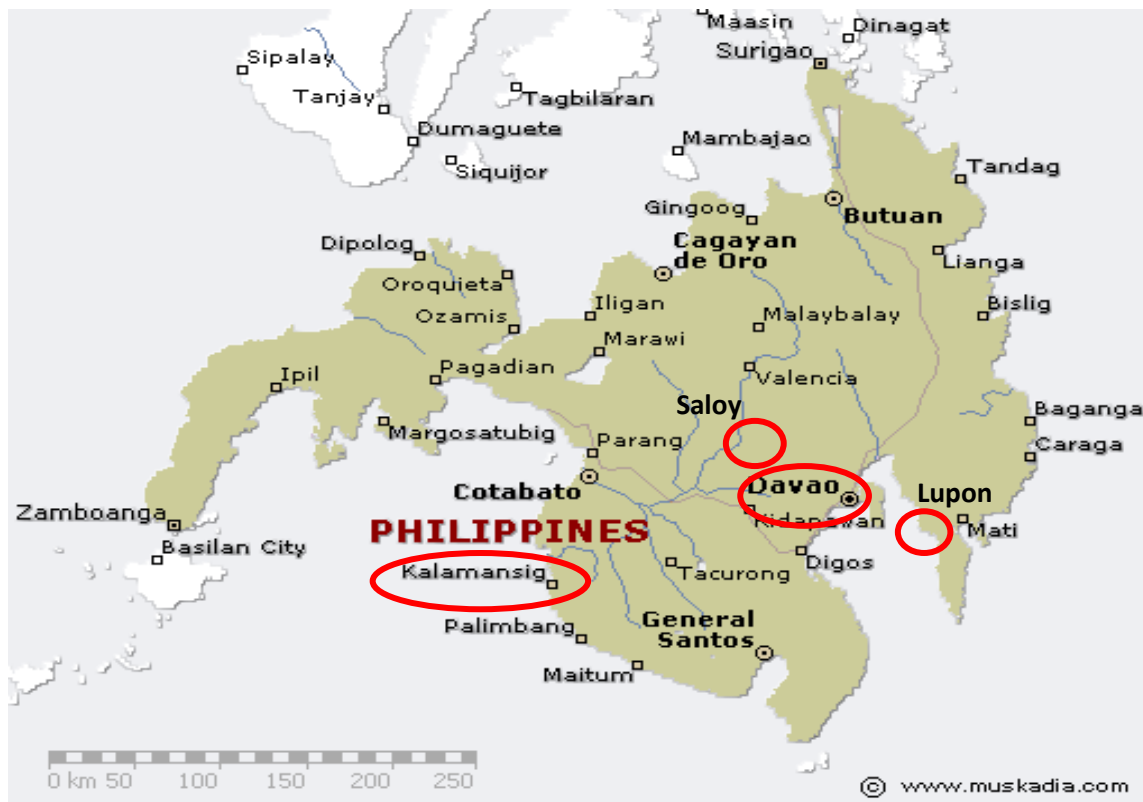 Maasin
Dinagat
Surigao
Sipalay
Tanjay
Tagbilaran
Dumaguete
Mambajao
Siquijor
Tandag
Gingoog
Butuan
Dipolog
Cagayan
de Oro
Lianga
Oroquieta
Iligan
Bislig
Ozamis
Malaybalay
Marawi
Ipil
Pagadian
Valencia
Saloy
Baganga
Margosatubig
Parang
Caraga
Cotabato
Davao
Lupon
Zamboanga
Kidapawan
Mati
PHILIPPINES
Basilan City
Digos
Kalamansig
Tacurong
General
Santos
Palimbang
Maitum
0 km 50 100 150 200 250
© www.muskadia.com